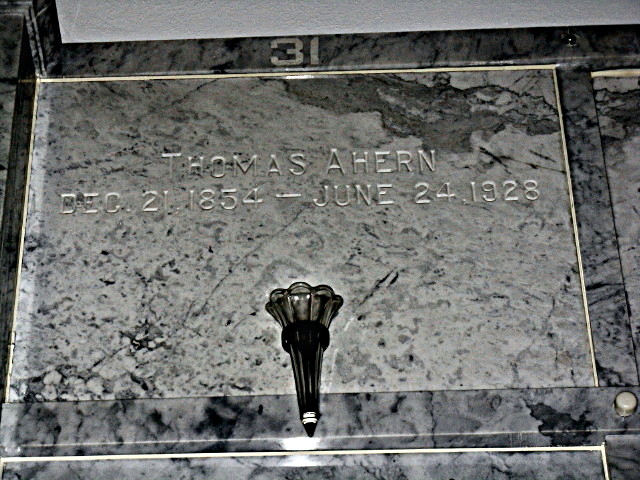 31
THOMAS AHERN
DEC. 21, 1854 — JUNE 24, 1928